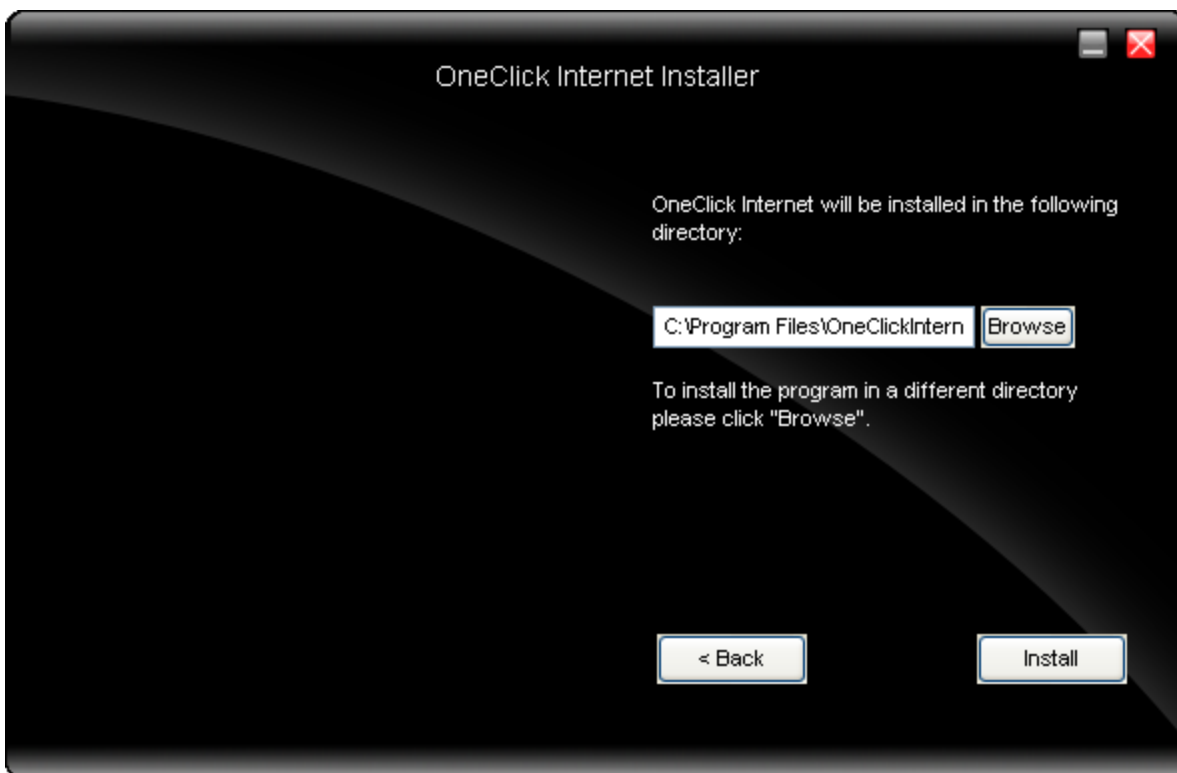 OneClick Internet Installer
OneClick Internet will be installed in the following
directory:
C:\Program Files\OneClickIntern
Browse
To install the program in a different directory
please click "Browse".
< Back
Install